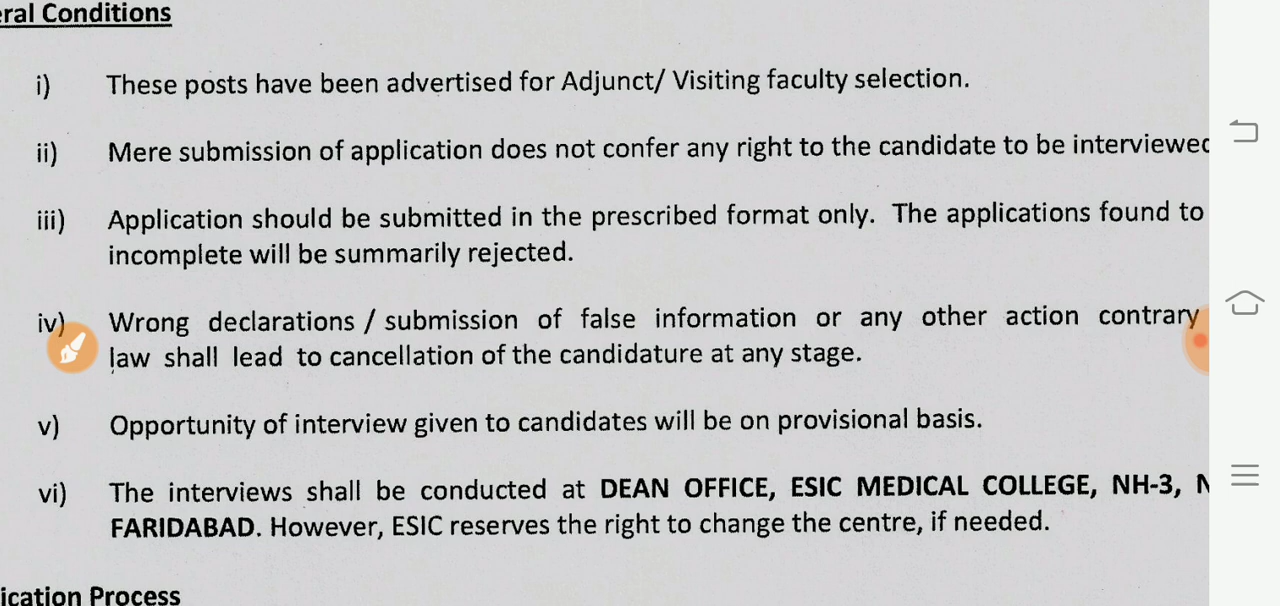 eral Conditions
i) These posts have been advertised for Adjunct/ Visiting faculty selection.
ii) Mere submission of application does not confer any right to the candidate to be interviewed
iii) Application should be submitted in the prescribed format only. The applications found to
incomplete will be summarily rejected.
iv) Wrong declarations / submission of false information or any other action contrary
law shall lead to cancellation of the candidature at any stage.
v) Opportunity of interview given to candidates will be on provisional basis.
vi) The interviews shall be conducted at DEAN OFFICE, ESIC MEDICAL COLLEGE, NH-3, N
FARIDABAD. However, ESIC reserves the right to change the centre, if needed.
ication Process